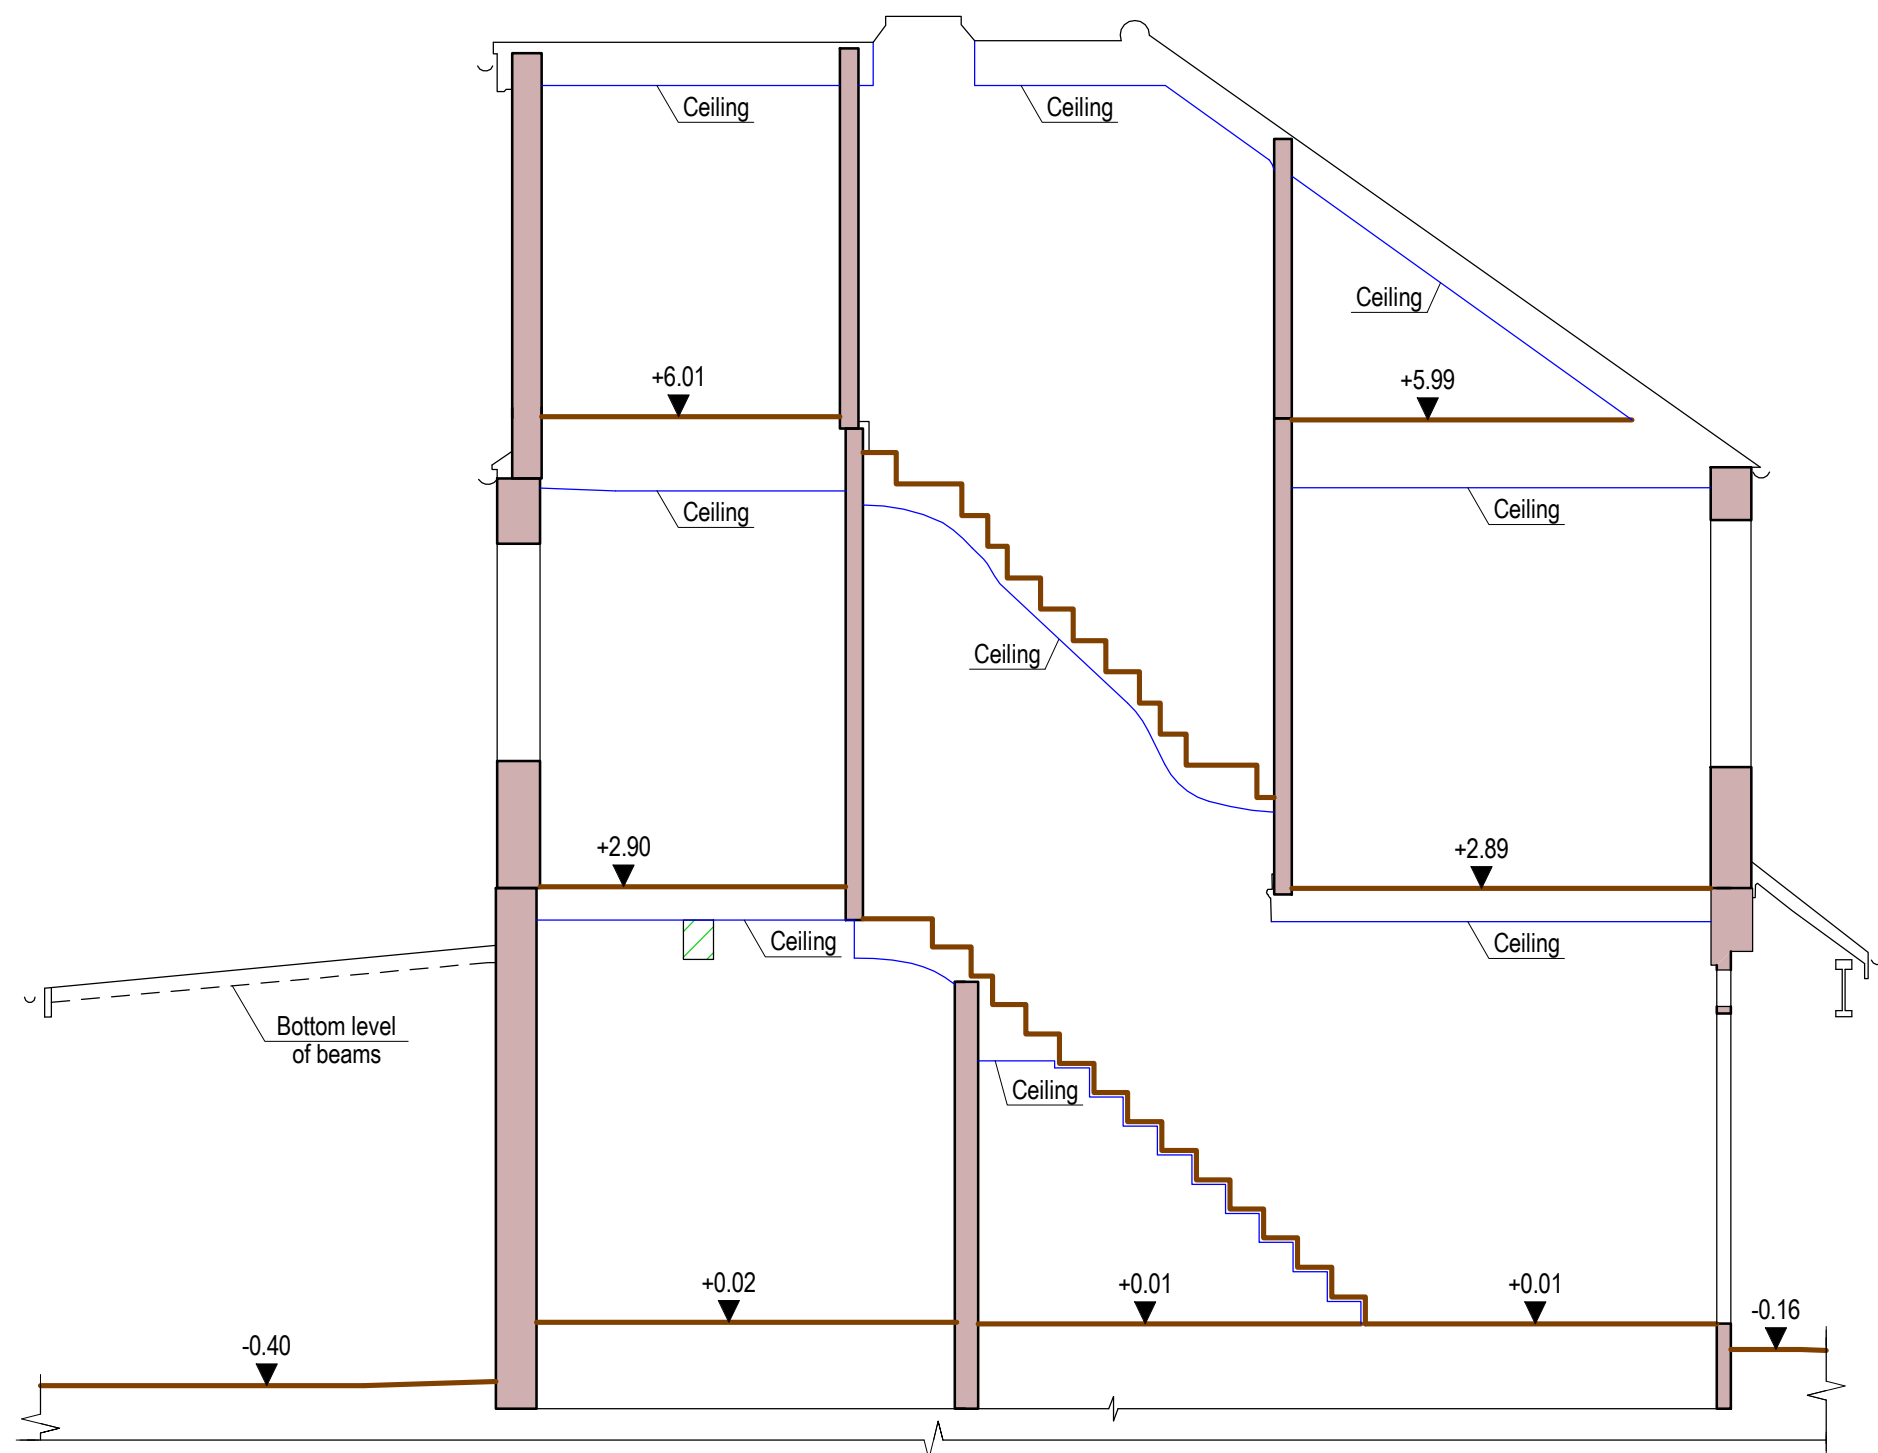 Ceiling
Ceiling
Ceiling
+6.01
+5.99
Ceiling
Ceiling
Ceiling
+2.90
+2.89
Ceiling
Ceiling
Bottom level
of beams
Ceiling
+0.02
+0.01
+0.01
-0.16
-0.40